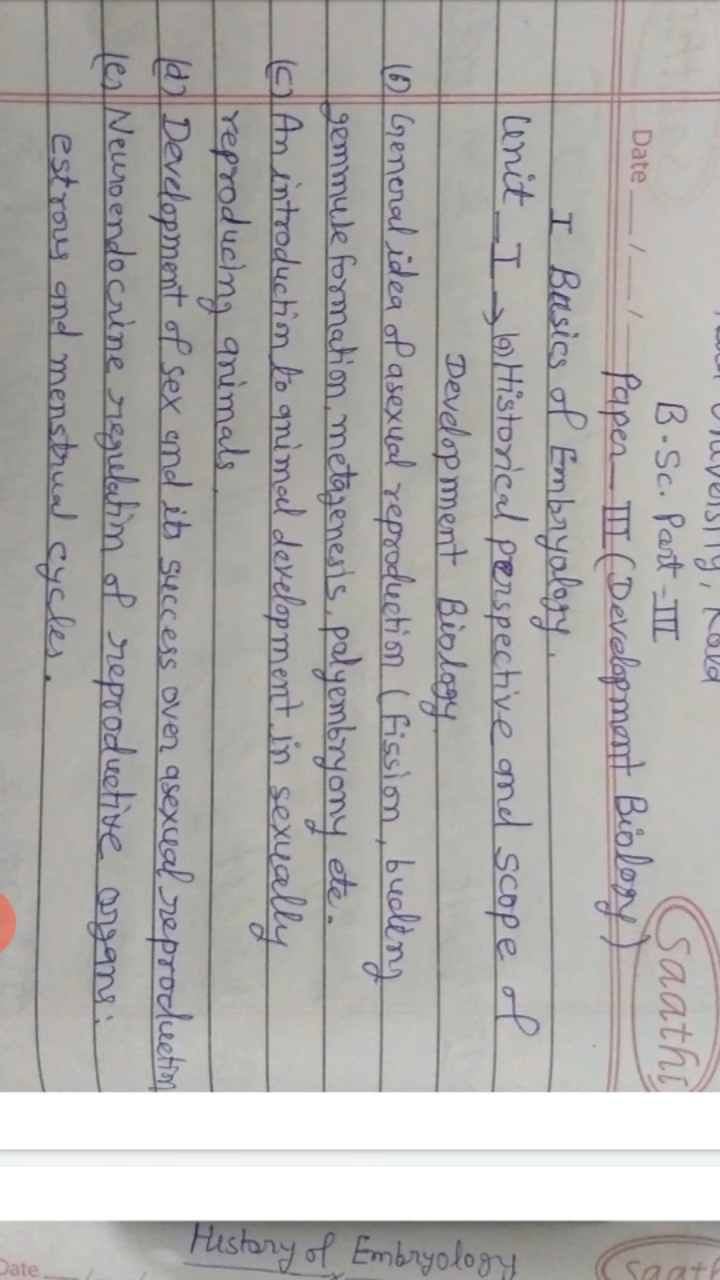 B.Sc. Part-III
Saathi
Date __/__/__ Paper-III (Development Biology)
I Basics of Embryology.
Unit-I → Historical perspective and scope of
Development Biology
(b) General idea of asexual reproduction (fission, budding
gemmule formation, metagenesis, polyembryony etc.
(c) An introduction to animal development in sexually
reproducing animals.
(d) Development of sex and its success over asexual reproduction
(e) Neuroendocrine regulation of reproductive organs:
estrous and menstrual cycles.
History of Embryology
Date